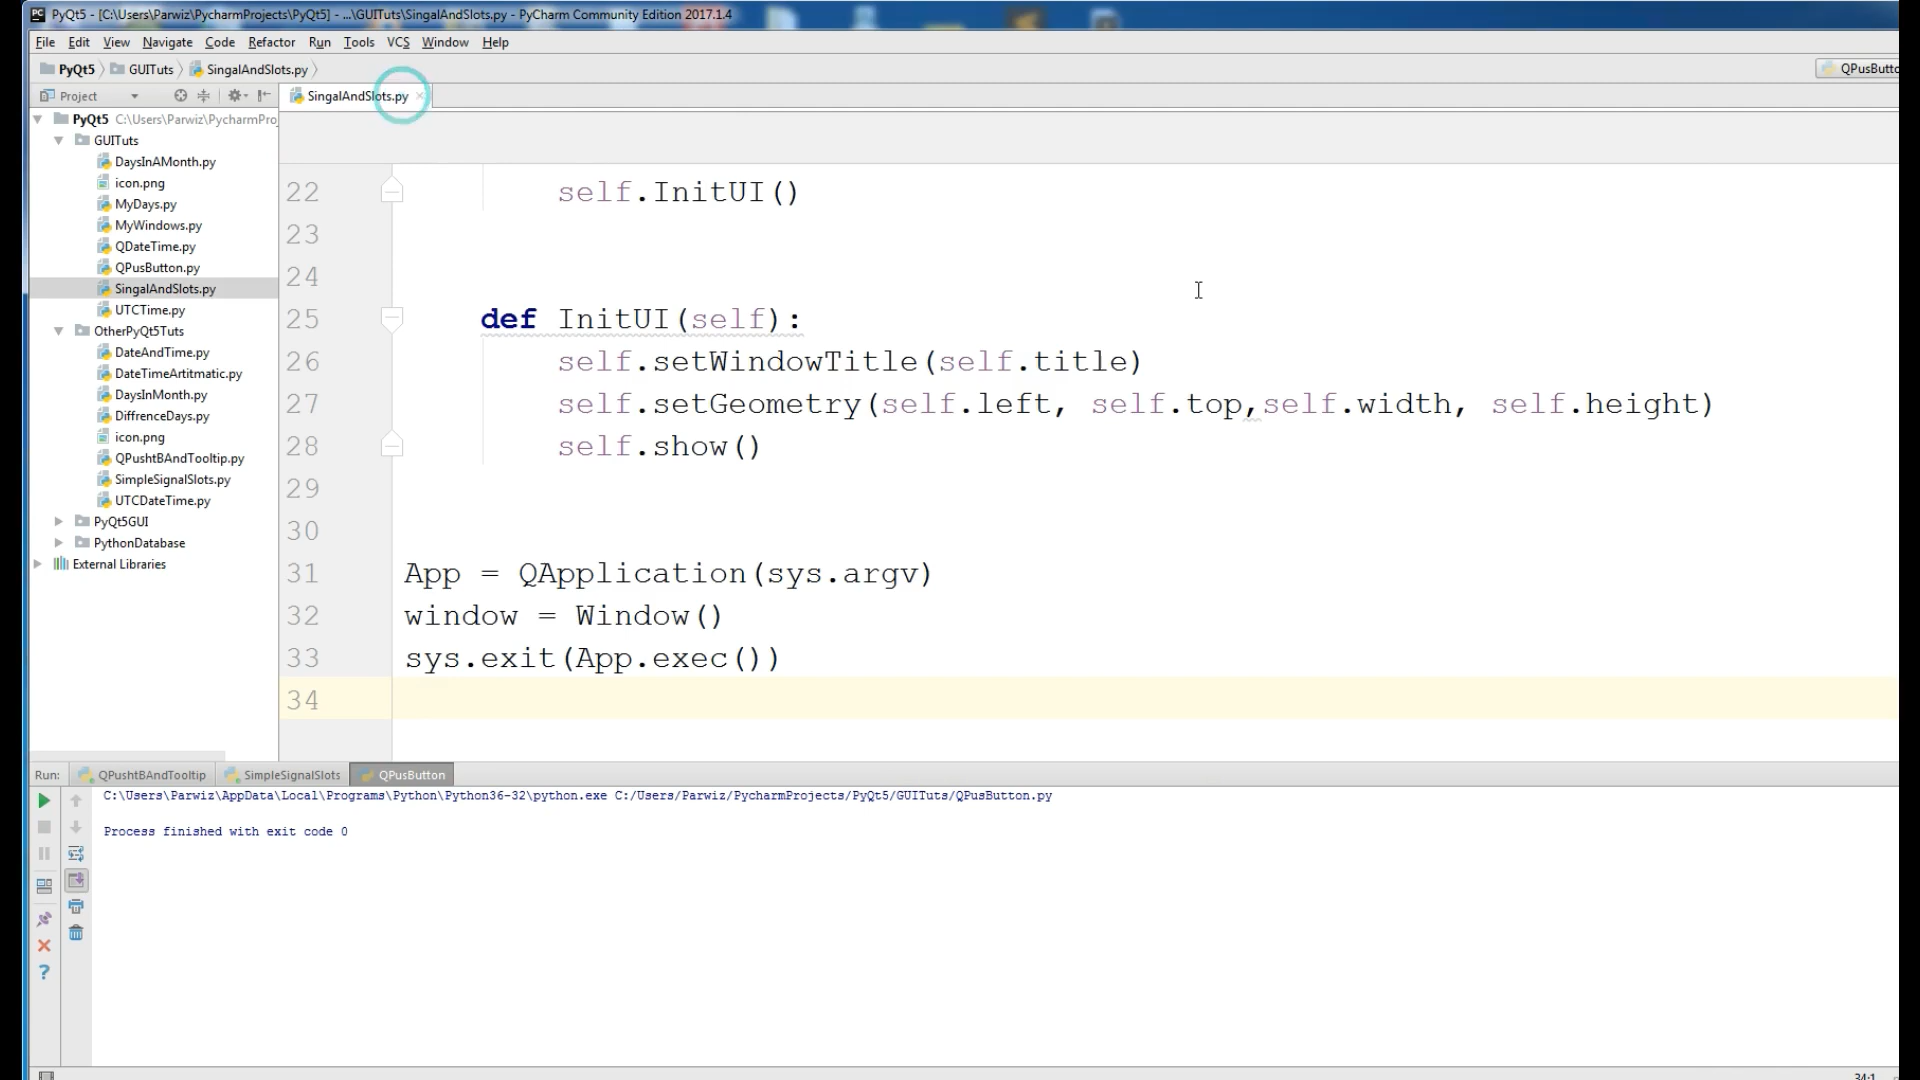 PyQt5 - [C:\Users\Parwiz\PycharmProjects\PyQt5] - ...\GUITuts\SingalAndSlots.py - PyCharm Community Edition 2017.1.4
File Edit View Navigate Code Refactor Run Tools VCS Window Help
PyQt5 GUITuts SingalAndSlots.py QPusButto
Project SingalAndSlots.py
PyQt5 C:\Users\Parwiz\PycharmPro
GUITuts
DaysInAMonth.py
icon.png
MyDays.py
MyWindows.py
QDateTime.py
QPusButton.py
SingalAndSlots.py
UTCTime.py
OtherPyQt5Tuts
DateAndTime.py
DateTimeArtitmatic.py
DaysInMonth.py
DiffrenceDays.py
icon.png
QPushtBAndTooltip.py
SimpleSignalSlots.py
UTCDateTime.py
PyQt5GUI
PythonDatabase
External Libraries
22 self.InitUI()
23
24
25 def InitUI(self):
26 self.setWindowTitle(self.title)
27 self.setGeometry(self.left, self.top,self.width, self.height)
28 self.show()
29
30
31 App = QApplication(sys.argv)
32 window = Window()
33 sys.exit(App.exec())
34
Run: QPushtBAndTooltip SimpleSignalSlots QPusButton
C:\Users\Parwiz\AppData\Local\Programs\Python\Python36-32\python.exe C:/Users/Parwiz/PycharmProjects/PyQt5/GUITuts/QPusButton.py
Process finished with exit code 0
34:1